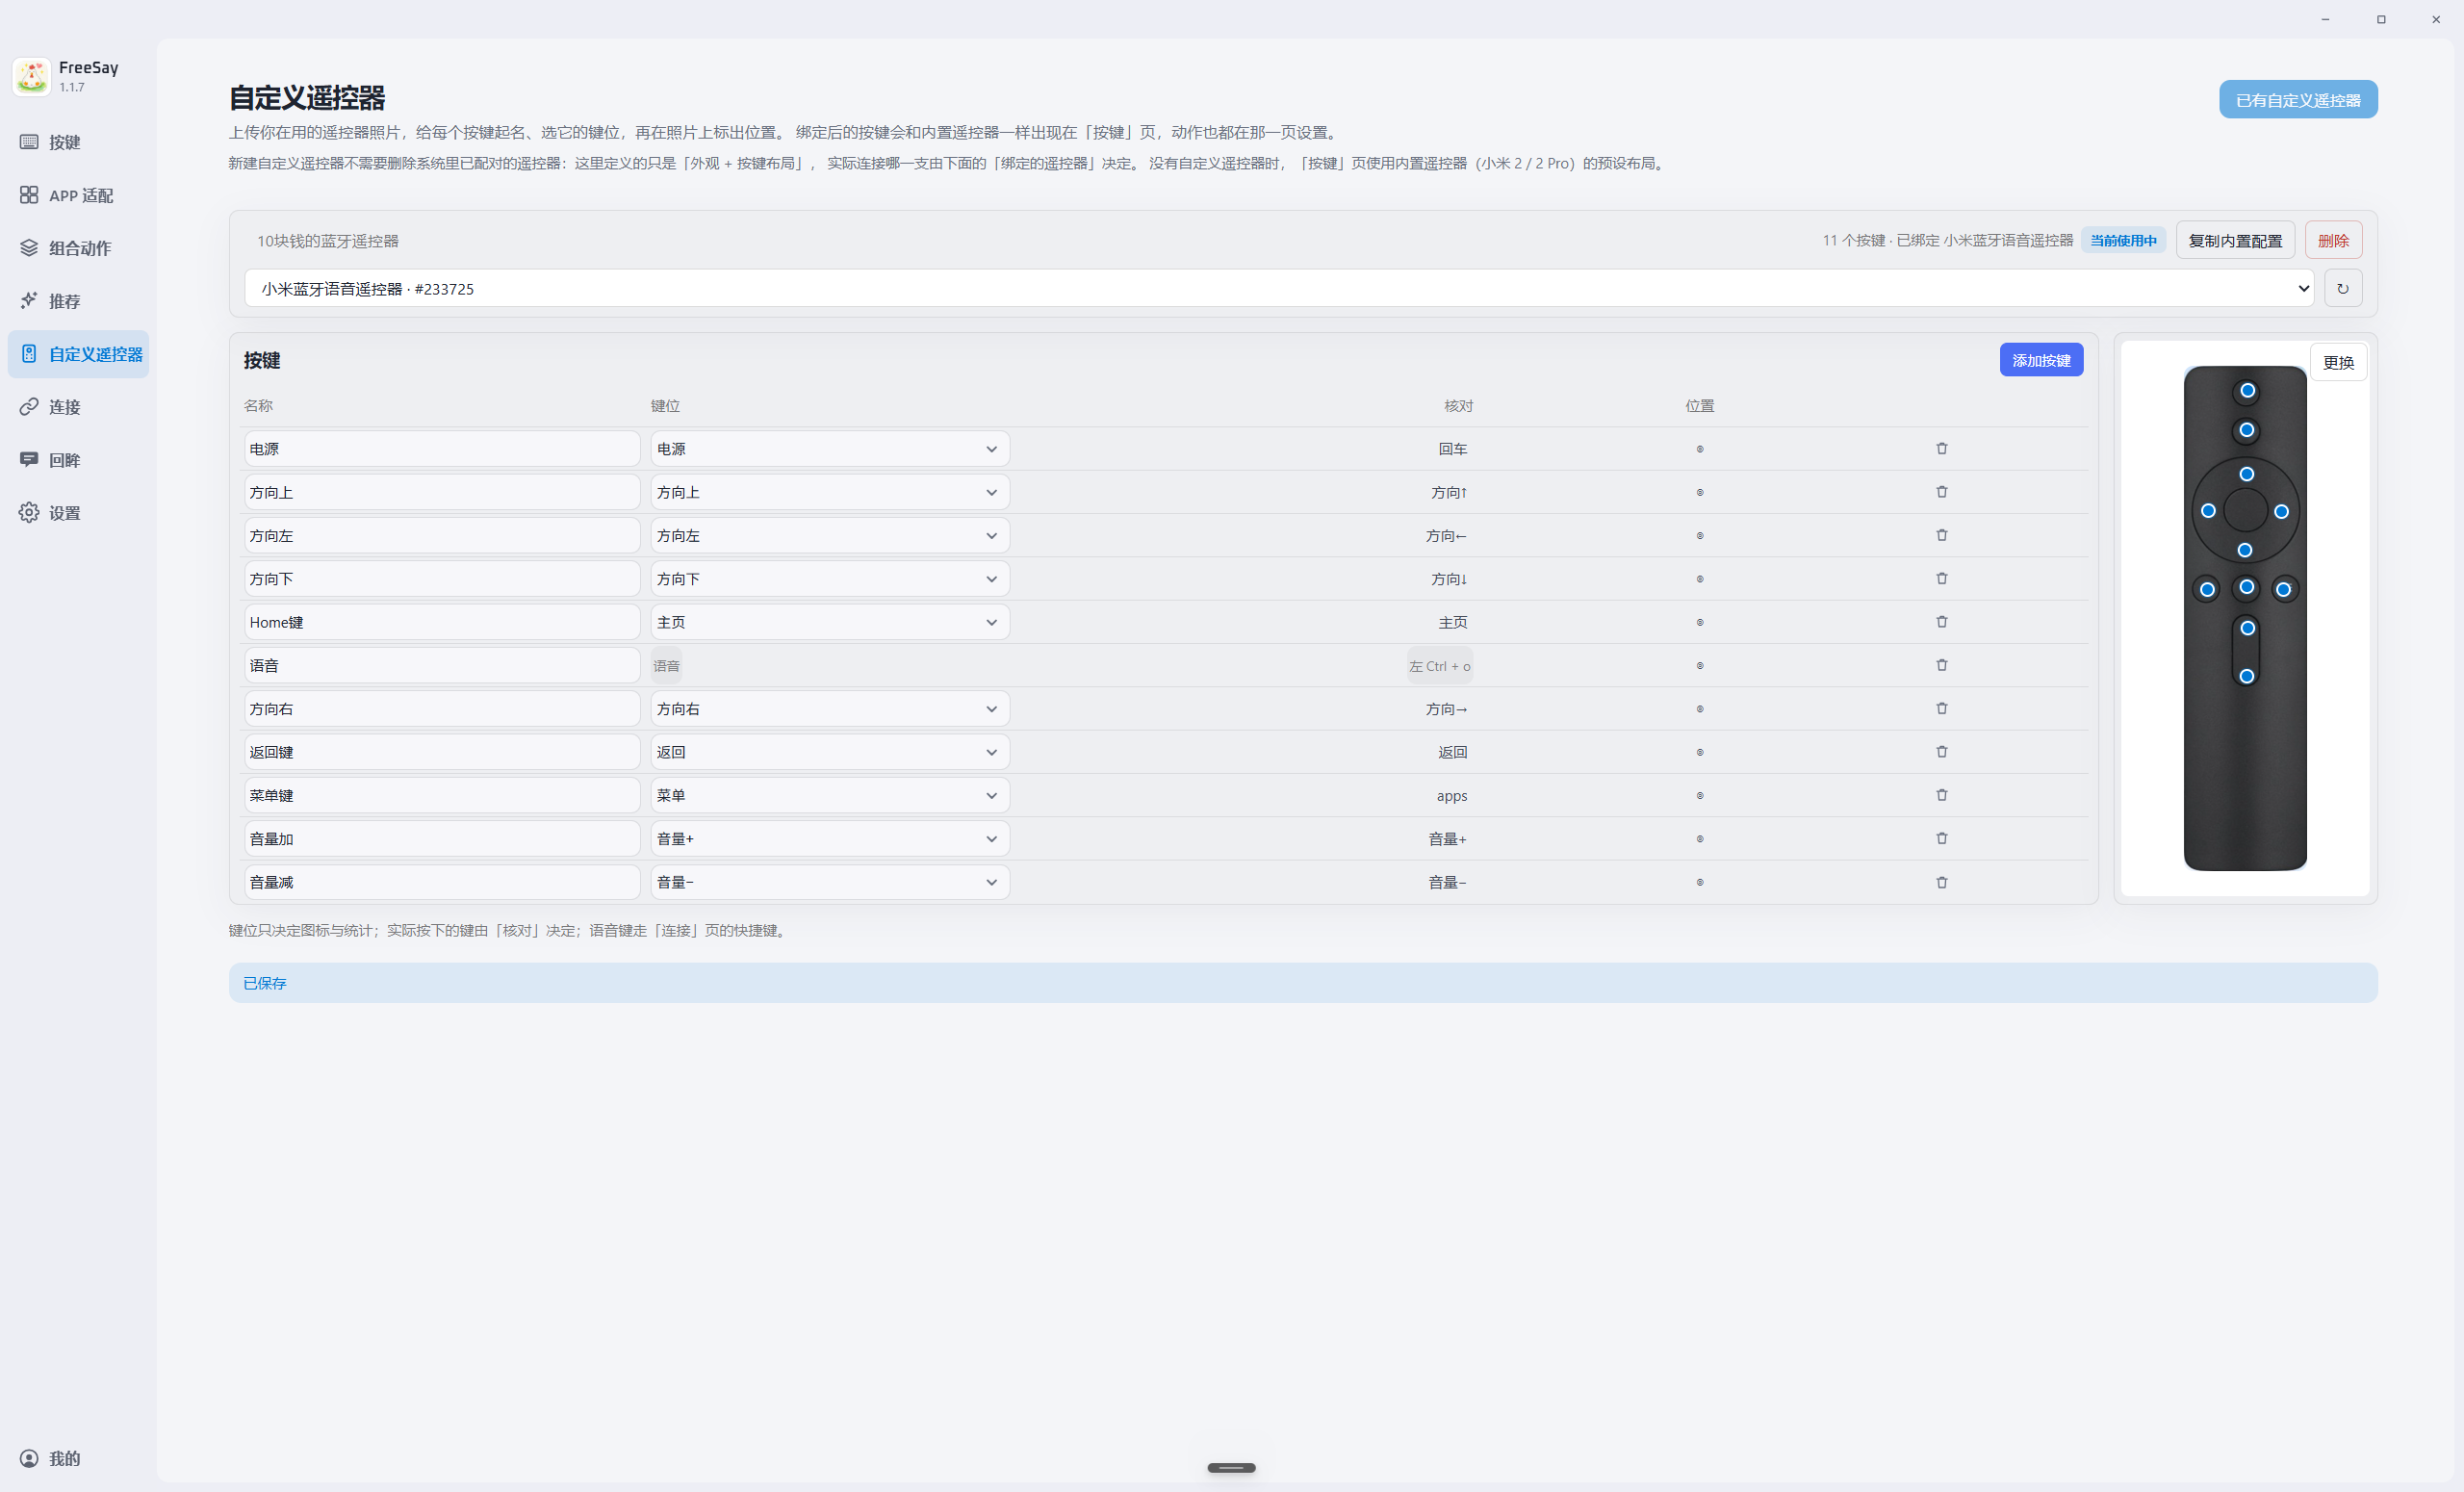 FreeSay
1.1.7
按键
APP 适配
组合动作
推荐
自定义遥控器
连接
回眸
设置
我的
自定义遥控器
已有自定义遥控器
上传你在用的遥控器照片，给每个按键起名、选它的键位，再在照片上标出位置。 绑定后的按键会和内置遥控器一样出现在「按键」页，动作也都在那一页设置。
新建自定义遥控器不需要删除系统里已配对的遥控器：这里定义的只是「外观 + 按键布局」， 实际连接哪一支由下面的「绑定的遥控器」决定。 没有自定义遥控器时， 「按键」页使用内置遥控器（小米 2 / 2 Pro）的预设布局。
10块钱的蓝牙遥控器 11 个按键 · 已绑定 小米蓝牙语音遥控器 当前使用中 复制内置配置 删除
小米蓝牙语音遥控器 · #233725
按键 添加按键 更换
名称 键位 核对 位置
电源 电源 回车
方向上 方向上 方向↑
方向左 方向左 方向←
方向下 方向下 方向↓
Home键 主页 主页
语音 语音 左 Ctrl + o
方向右 方向右 方向→
返回键 返回 返回
菜单键 菜单 apps
音量加 音量+ 音量+
音量减 音量− 音量−
键位只决定图标与统计；实际按下的键由「核对」决定；语音键走「连接」页的快捷键。
已保存